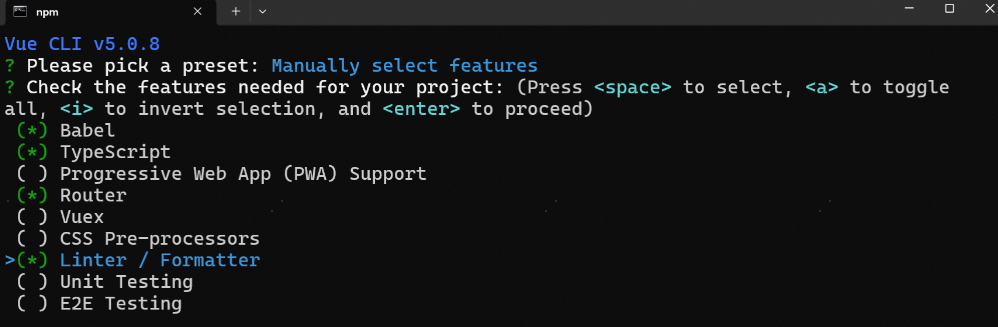 npm
Vue CLI v5.0.8
? Please pick a preset: Manually select features
? Check the features needed for your project: (Press <space> to select, <a> to toggle
all, <i> to invert selection, and <enter> to proceed)
(*) Babel
(*) TypeScript
( ) Progressive Web App (PWA) Support
(*) Router
( ) Vuex
( ) CSS Pre-processors
>(*) Linter / Formatter
( ) Unit Testing
( ) E2E Testing